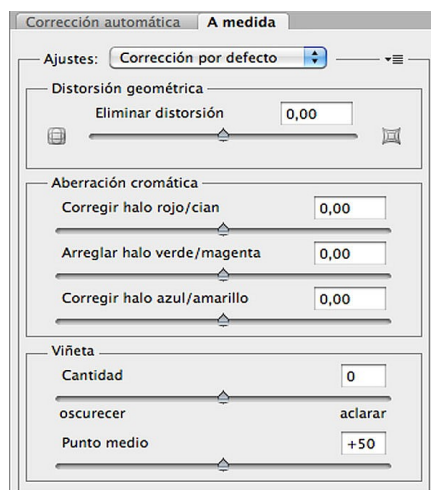 Corrección automática A medida
Ajustes: Corrección por defecto
Distorsión geométrica
Eliminar distorsión 0,00
Aberración cromática
Corregir halo rojo/cian 0,00
Arreglar halo verde/magenta 0,00
Corregir halo azul/amarillo 0,00
Viñeta
Cantidad 0
oscurecer aclarar
Punto medio +50